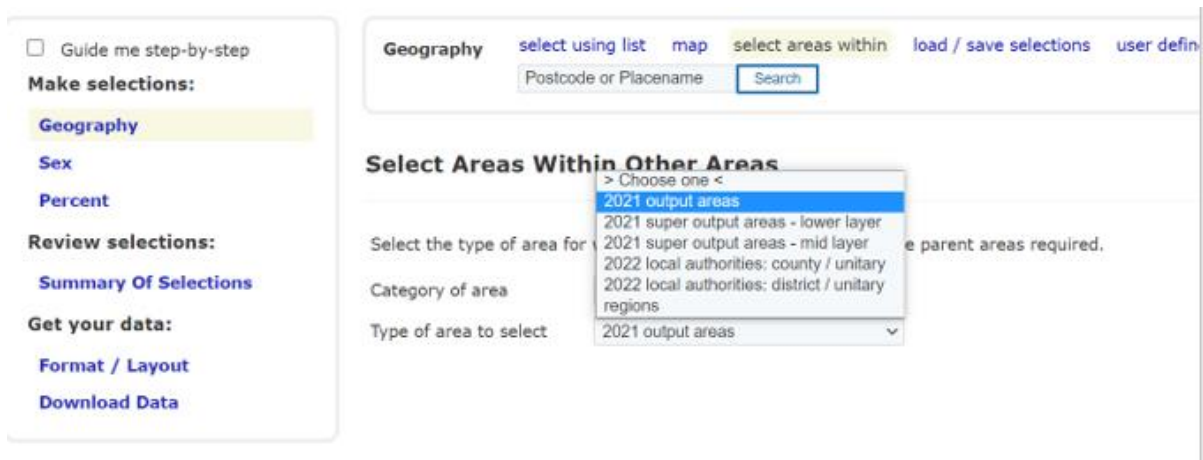 Guide me step-by-step
Make selections:
Geography
Sex
Percent
Review selections:
Summary Of Selections
Get your data:
Format / Layout
Download Data
Geography select using list map select areas within load / save selections user defin
Postcode or Placename Search
Select Areas Within Other Areas
> Choose one <
2021 output areas
2021 super output areas - lower layer
2021 super output areas - mid layer
2022 local authorities: county / unitary
2022 local authorities: district / unitary
regions
Select the type of area for e parent areas required.
Category of area
Type of area to select 2021 output areas